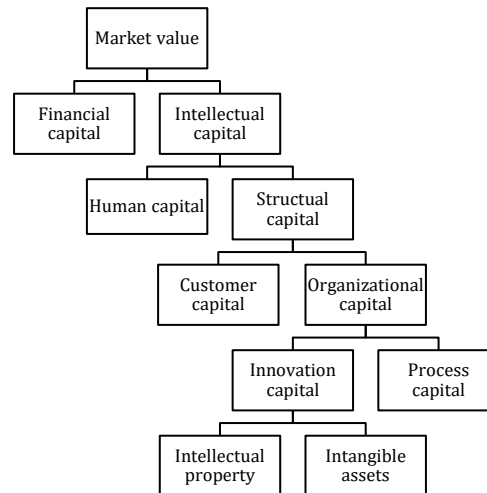 Market value
Financial
capital
Intellectual
capital
Human capital
Structual
capital
Customer
capital
Organizational
capital
Innovation
capital
Process
capital
Intellectual
property
Intangible
assets